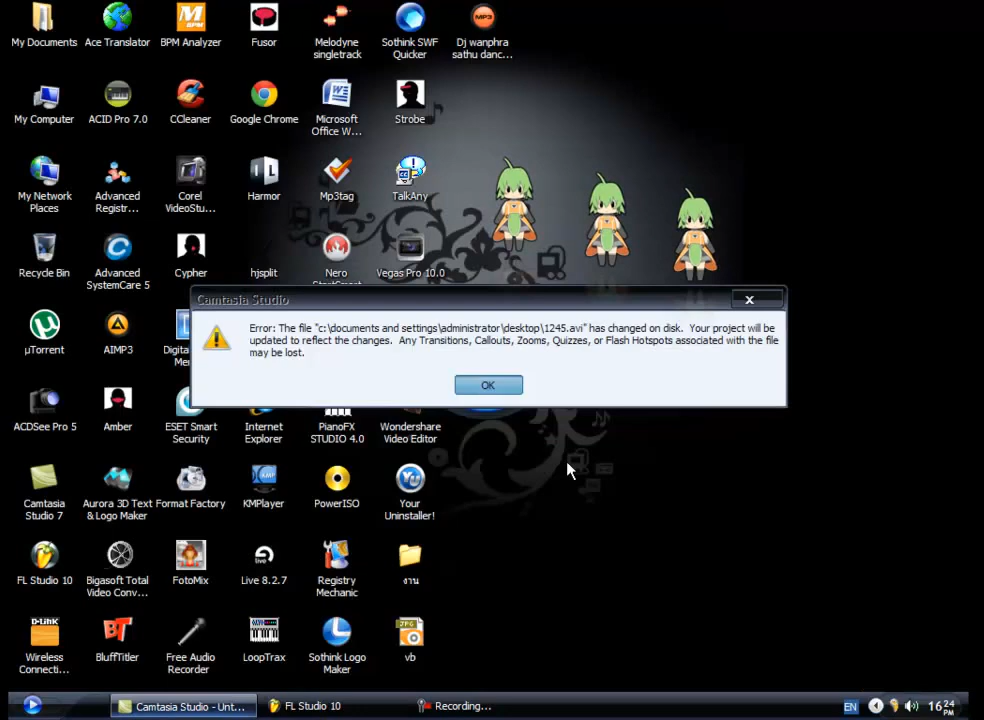 My Documents
Ace Translator
BPM Analyzer
Fusor
Melodyne
singletrack
Sothink SWF
Quicker
Dj wanphra
sathu danc...
My Computer
ACID Pro 7.0
CCleaner
Google Chrome
Microsoft
Office W...
Strobe
My Network
Places
Advanced
Registr...
Corel
VideoStu...
Harmor
Mp3tag
TalkAny
Recycle Bin
Advanced
SystemCare 5
Cypher
hjsplit
Nero
Vegas Pro 10.0
Camtasia Studio
x
Error: The file "c:\documents and settings\administrator\desktop\1245.avi" has changed on disk. Your project will be
updated to reflect the changes. Any Transitions, Callouts, Zooms, Quizzes, or Flash Hotspots associated with the file
may be lost.
OK
µTorrent
AIMP3
ACDSee Pro 5
Amber
ESET Smart
Security
Internet
Explorer
PianoFX
STUDIO 4.0
Wondershare
Video Editor
Camtasia
Studio 7
Aurora 3D Text
& Logo Maker
Format Factory
KMPlayer
PowerISO
Your
Uninstaller!
FL Studio 10
Bigasoft Total
Video Conv...
FotoMix
Live 8.2.7
Registry
Mechanic
งาน
Wireless
Connecti...
BluffTitler
Free Audio
Recorder
LoopTrax
Sothink Logo
Maker
vb
Camtasia Studio - Unt...
FL Studio 10
Recording...
EN
16:24
PM